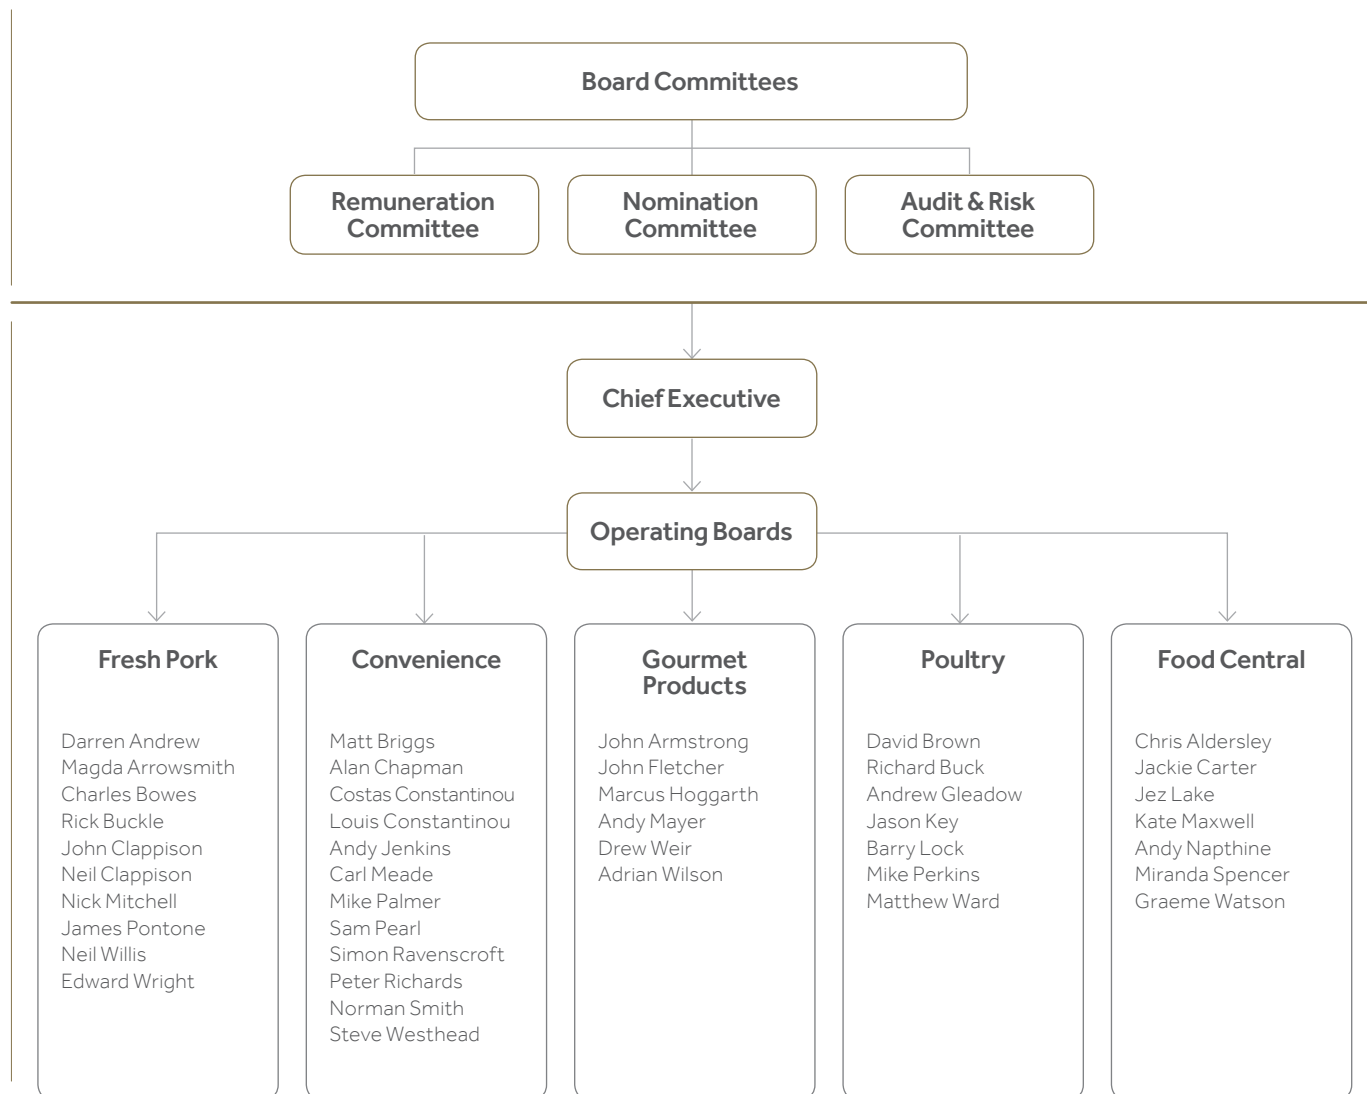 Board Committees
Remuneration
Committee
Nomination
Committee
Audit & Risk
Committee
Chief Executive
Operating Boards
Fresh Pork
Darren Andrew
Magda Arrowsmith
Charles Bowes
Rick Buckle
John Clappison
Neil Clappison
Nick Mitchell
James Pontone
Neil Willis
Edward Wright
Convenience
Matt Briggs
Alan Chapman
Costas Constantinou
Louis Constantinou
Andy Jenkins
Carl Meade
Mike Palmer
Sam Pearl
Simon Ravenscroft
Peter Richards
Norman Smith
Steve Westhead
Gourmet
Products
John Armstrong
John Fletcher
Marcus Hoggarth
Andy Mayer
Drew Weir
Adrian Wilson
Poultry
David Brown
Richard Buck
Andrew Gleadow
Jason Key
Barry Lock
Mike Perkins
Matthew Ward
Food Central
Chris Aldersley
Jackie Carter
Jez Lake
Kate Maxwell
Andy Napthine
Miranda Spencer
Graeme Watson